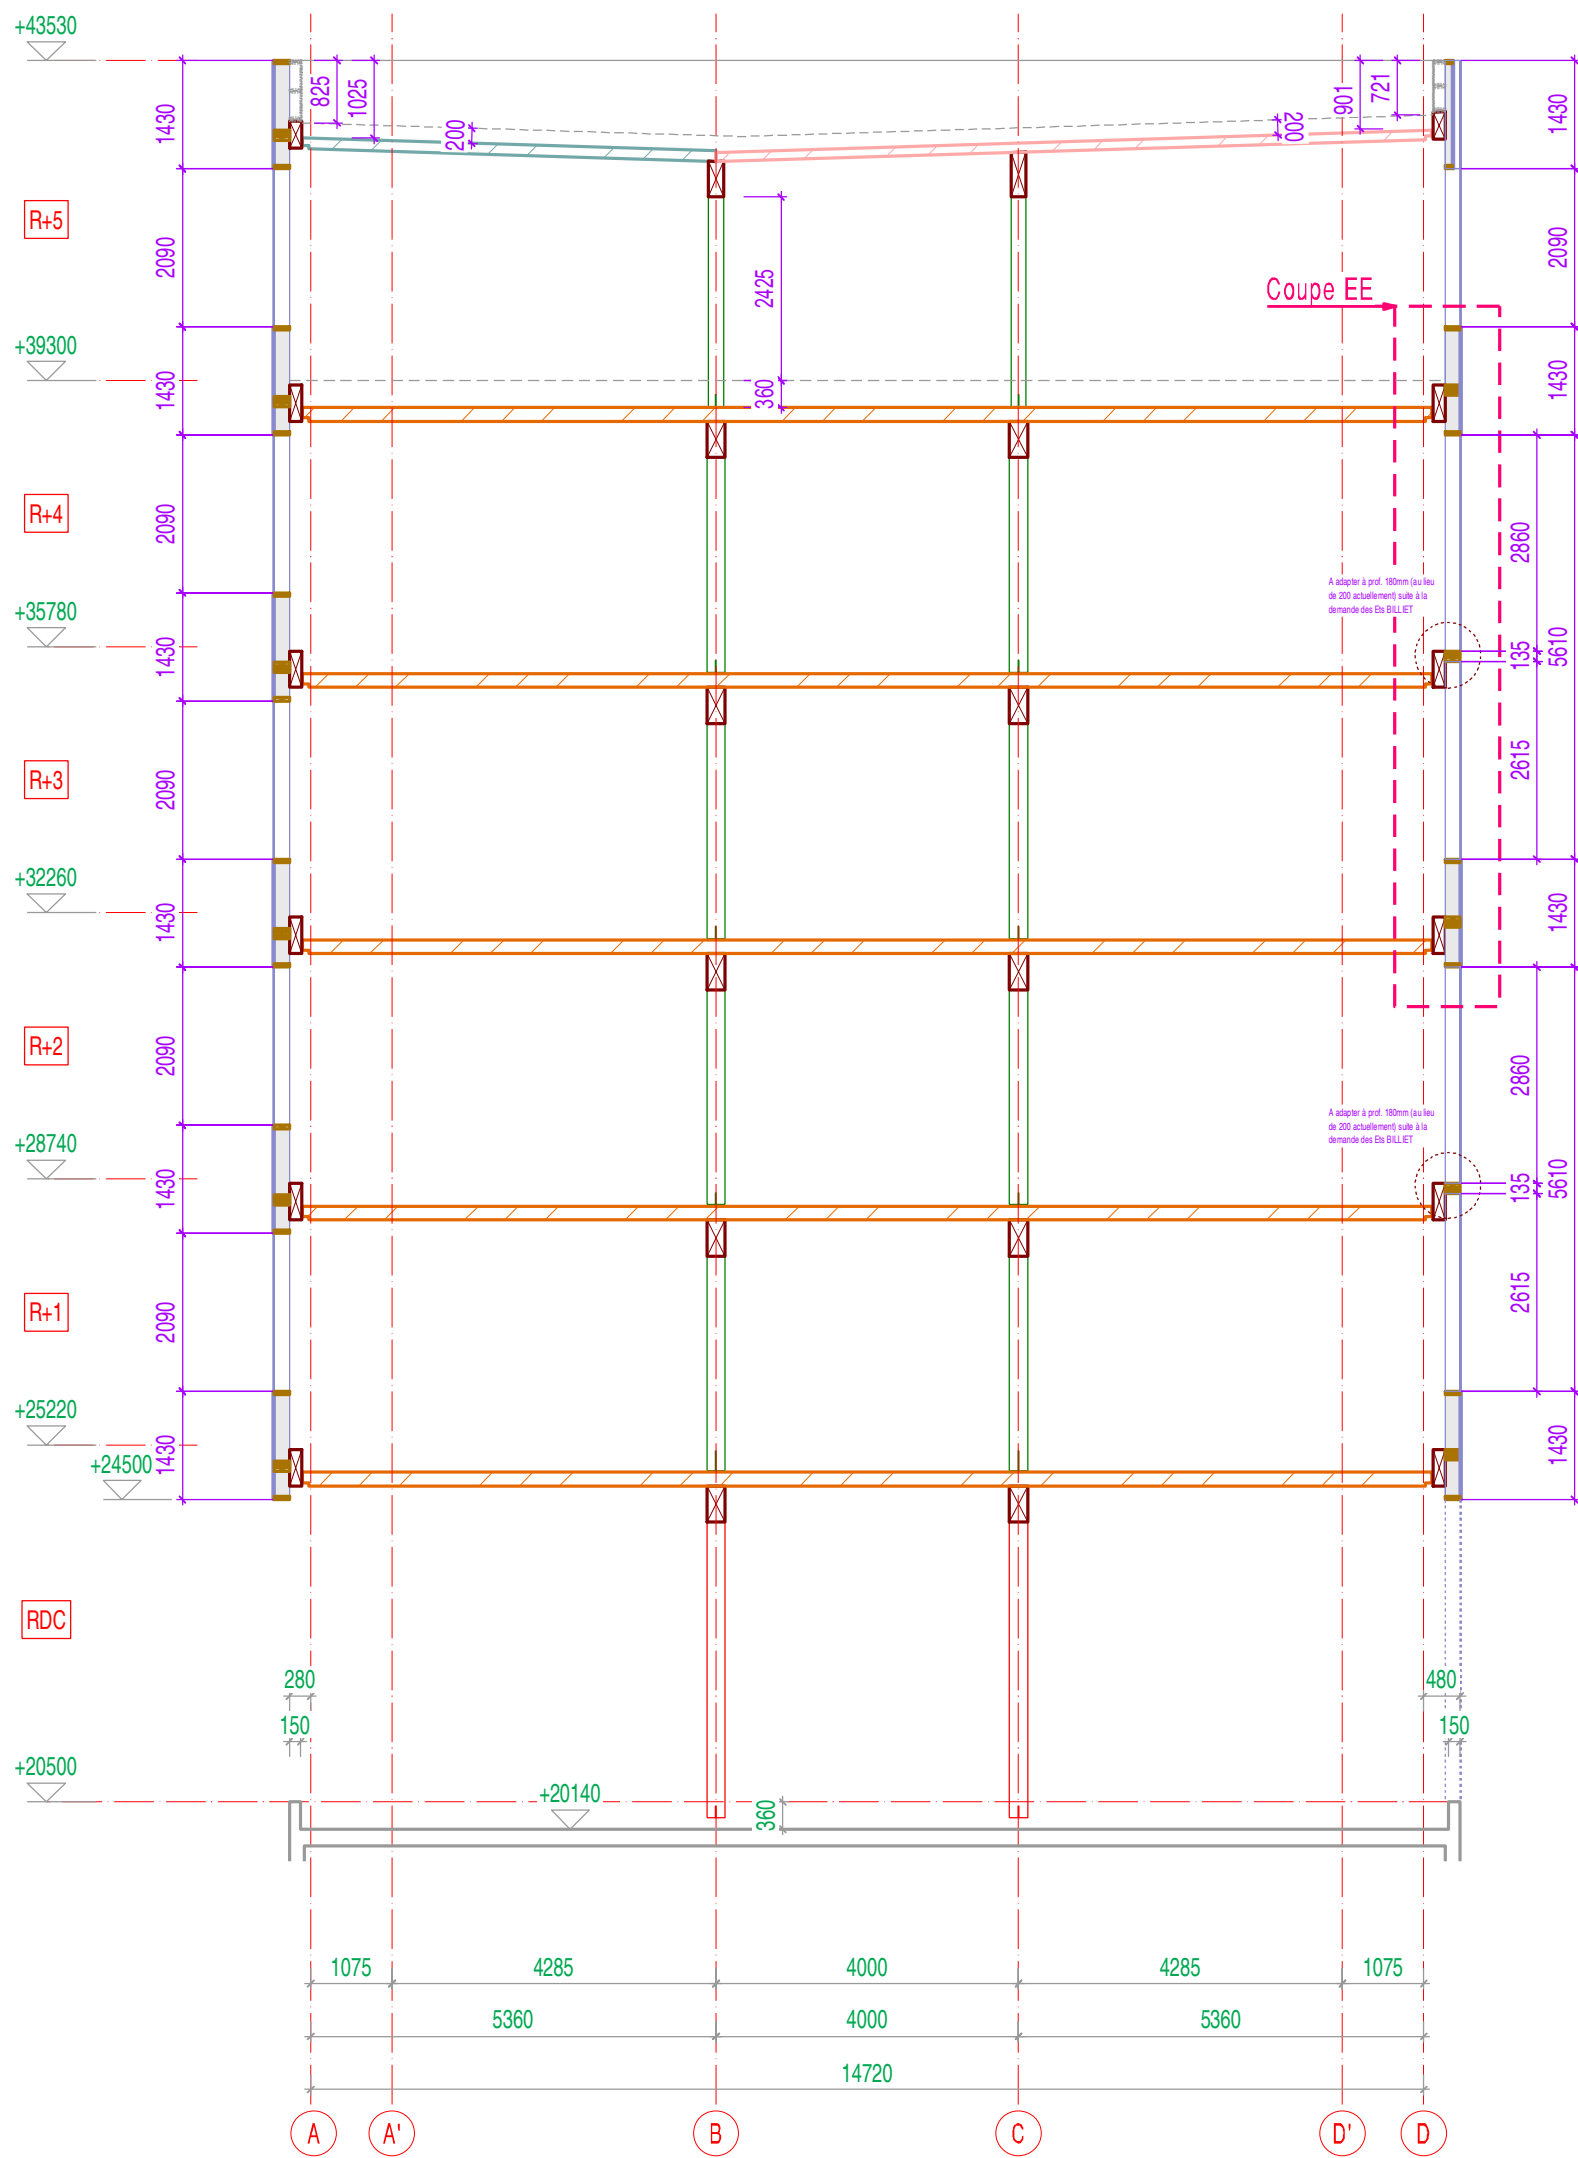 +43530
825
1025
901
721
1430
1430
200
200
R+5
2090
2090
2425
Coupe EE
+39300
1430
360
1430
R+4
2090
2860
A adapter à prof. 180mm (au lieu
de 200 actuellement) suite à la
demande des Ets BILLIET
+35780
1430
135
5610
R+3
2090
2615
+32260
1430
1430
R+2
2090
2860
A adapter à prof. 180mm (au lieu
de 200 actuellement) suite à la
demande des Ets BILLIET
+28740
1430
135
5610
R+1
2090
2615
+25220
1430
1430
+24500
RDC
280
480
150
150
+20500
+20140
360
1075
4285
4000
4285
1075
5360
4000
5360
14720
A
A'
B
C
D'
D